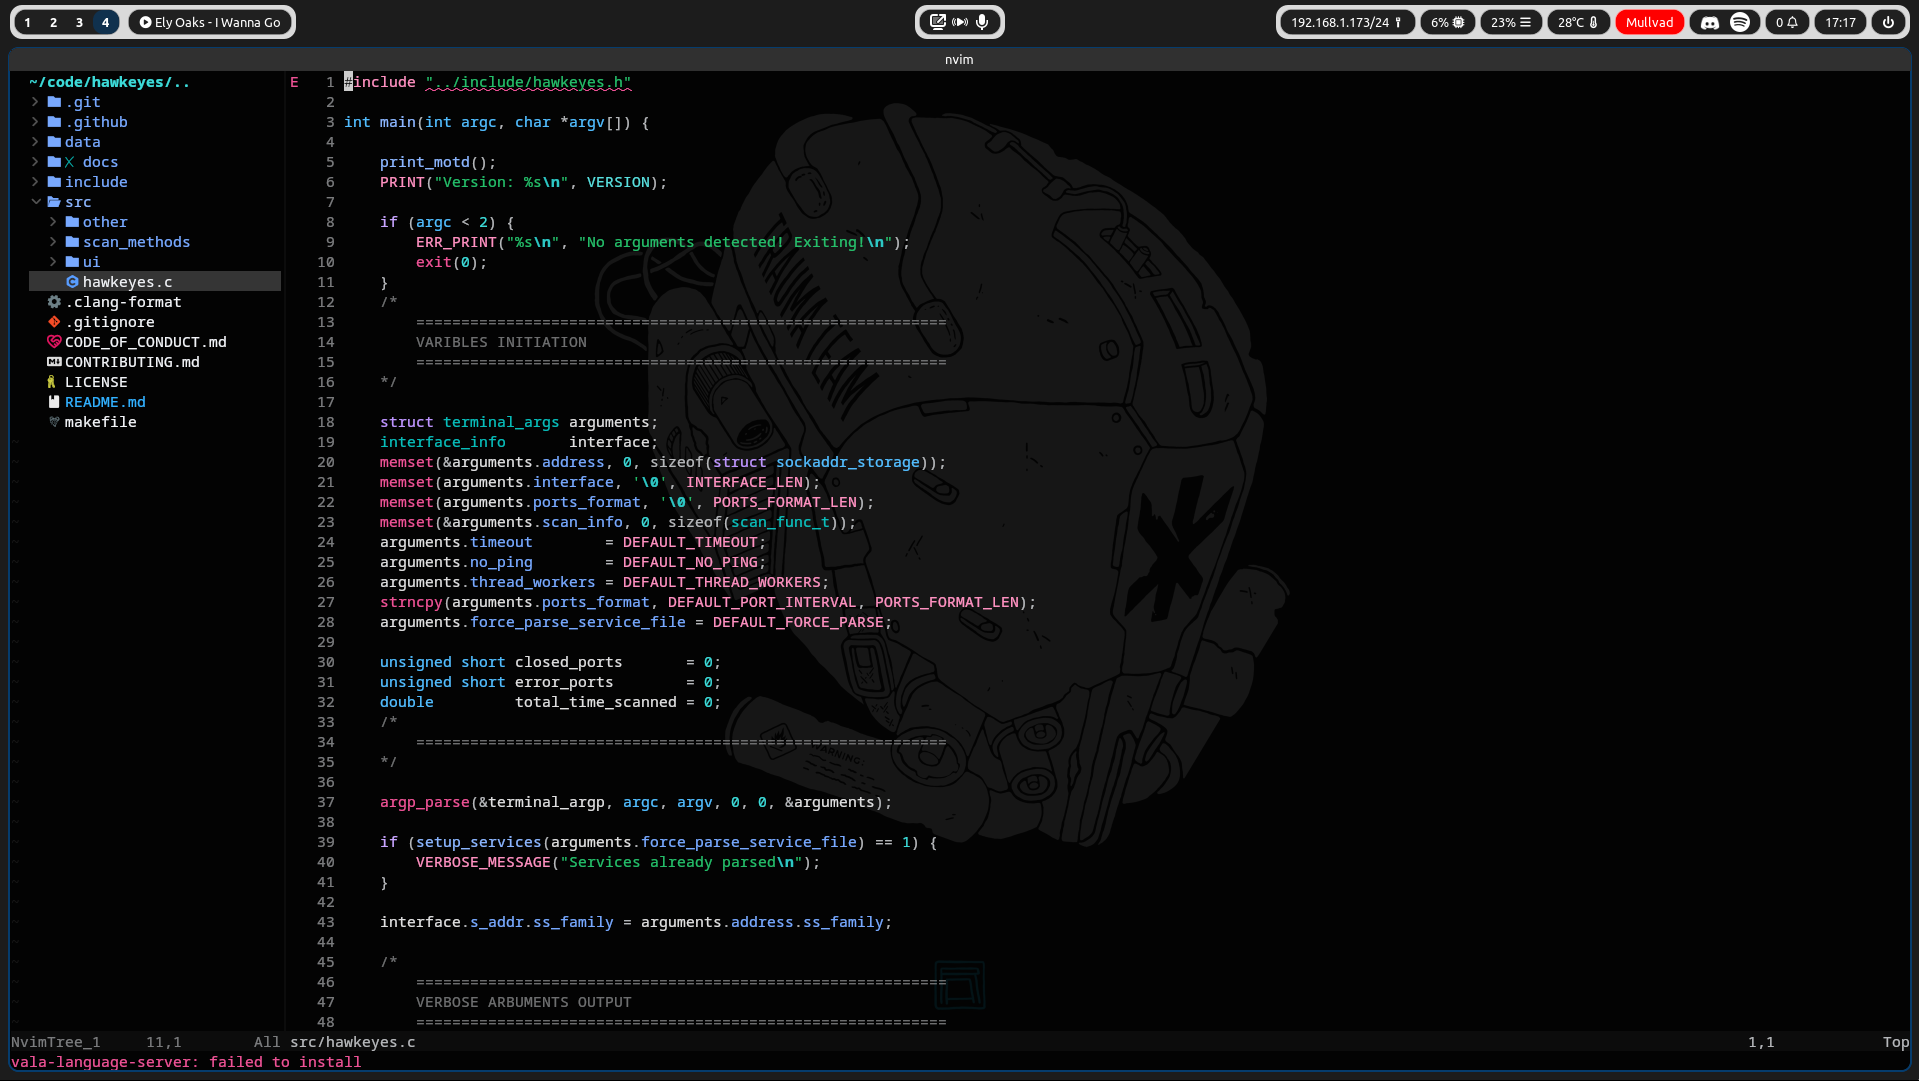 1 2 3 4 Ely Oaks - I Wanna Go 192.168.1.173/24 6% 23% 28°C Mullvad 0 17:17
nvim
~/code/hawkeyes/..
.git
.github
data
docs
include
src
other
scan_methods
ui
hawkeyes.c
.clang-format
.gitignore
CODE_OF_CONDUCT.md
CONTRIBUTING.md
LICENSE
README.md
makefile
E 1 #include "../include/hawkeyes.h"
2
3 int main(int argc, char *argv[]) {
4
5     print_motd();
6     PRINT("Version: %s\n", VERSION);
7
8     if (argc < 2) {
9         ERR_PRINT("%s\n", "No arguments detected! Exiting!\n");
10         exit(0);
11     }
12     /*
13         ===========================================================
14         VARIBLES INITIATION
15         ===========================================================
16     */
17
18     struct terminal_args arguments;
19     interface_info       interface;
20     memset(&arguments.address, 0, sizeof(struct sockaddr_storage));
21     memset(arguments.interface, '\0', INTERFACE_LEN);
22     memset(arguments.ports_format, '\0', PORTS_FORMAT_LEN);
23     memset(&arguments.scan_info, 0, sizeof(scan_func_t));
24     arguments.timeout        = DEFAULT_TIMEOUT;
25     arguments.no_ping        = DEFAULT_NO_PING;
26     arguments.thread_workers = DEFAULT_THREAD_WORKERS;
27     strncpy(arguments.ports_format, DEFAULT_PORT_INTERVAL, PORTS_FORMAT_LEN);
28     arguments.force_parse_service_file = DEFAULT_FORCE_PARSE;
29
30     unsigned short closed_ports       = 0;
31     unsigned short error_ports        = 0;
32     double         total_time_scanned = 0;
33     /*
34         ===========================================================
35     */
36
37     argp_parse(&terminal_argp, argc, argv, 0, 0, &arguments);
38
39     if (setup_services(arguments.force_parse_service_file) == 1) {
40         VERBOSE_MESSAGE("Services already parsed\n");
41     }
42
43     interface.s_addr.ss_family = arguments.address.ss_family;
44
45     /*
46         ===========================================================
47         VERBOSE ARBUMENTS OUTPUT
48         ===========================================================
WARNING:
NvimTree_1 11,1 All src/hawkeyes.c 1,1 Top
vala-language-server: failed to install